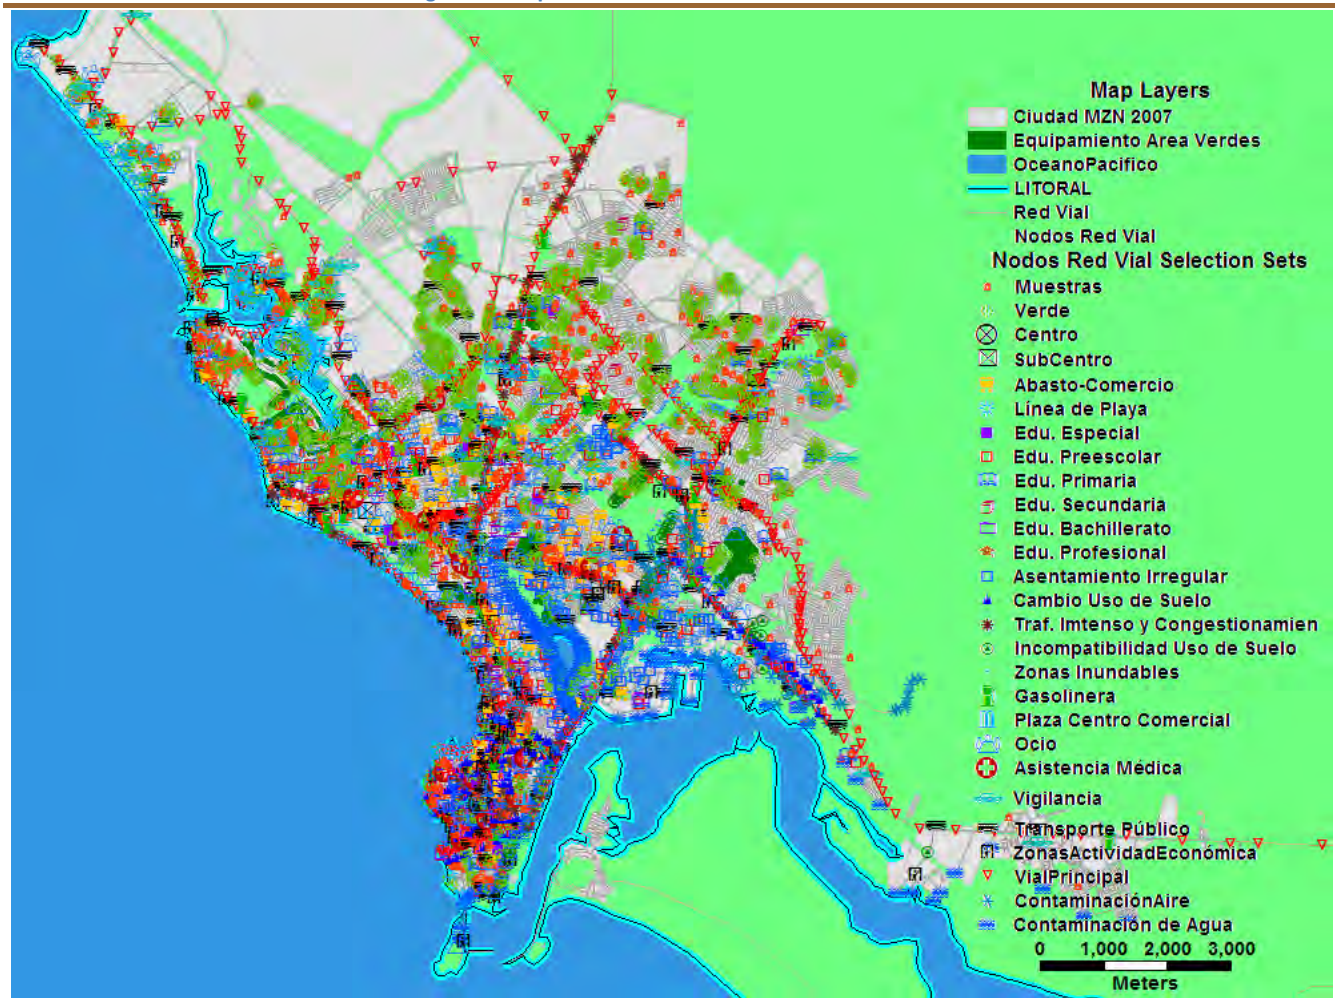 Map Layers
Ciudad MZN 2007
Equipamiento Area Verdes
OceanoPacifico
LITORAL
Red Vial
Nodos Red Vial
Nodos Red Vial Selection Sets
Muestras
Verde
Centro
SubCentro
Abasto-Comercio
Línea de Playa
Edu. Especial
Edu. Preescolar
Edu. Primaria
Edu. Secundaria
Edu. Bachillerato
Edu. Profesional
Asentamiento Irregular
Cambio Uso de Suelo
Traf. Imtenso y Congestionamien
Incompatibilidad Uso de Suelo
Zonas Inundables
Gasolinera
Plaza Centro Comercial
Ocio
Asistencia Médica
Vigilancia
Transporte Público
ZonasActividadEconómica
VialPrincipal
ContaminaciónAire
Contaminación de Agua
0 1,000 2,000 3,000
Meters